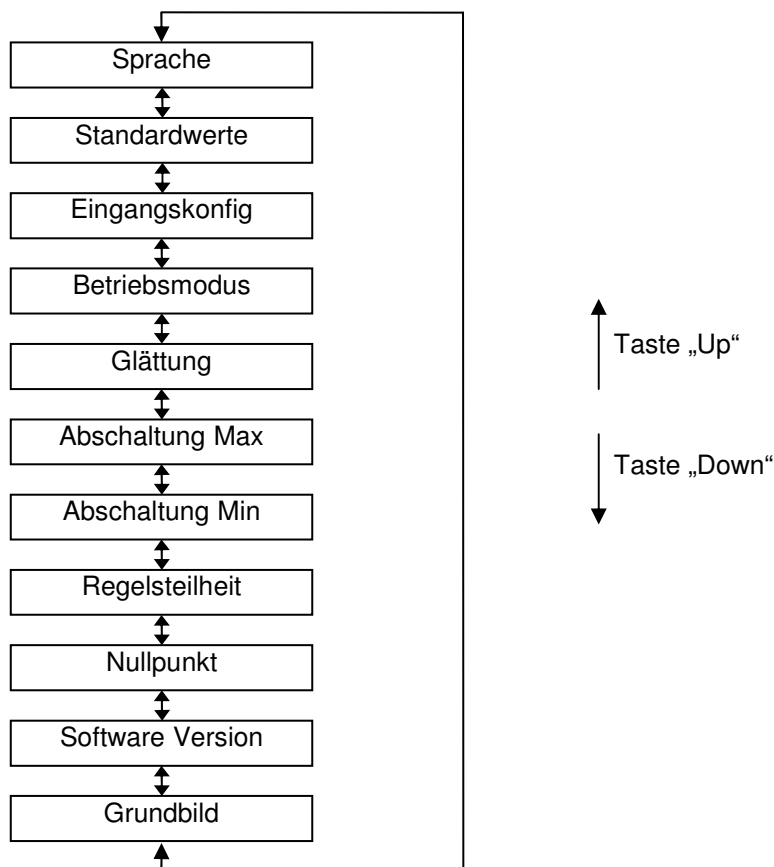 Sprache
Standardwerte
Eingangskonfig
Betriebsmodus
Glättung
Abschaltung Max
Abschaltung Min
Regelsteilheit
Nullpunkt
Software Version
Grundbild
Taste „Up“
Taste „Down“